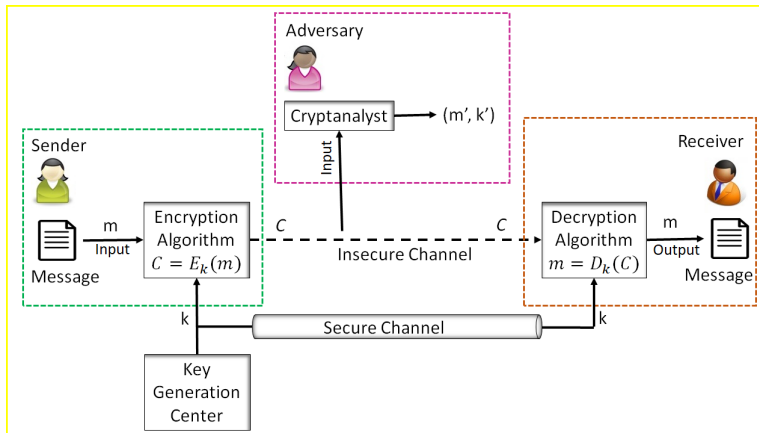 Adversary
Cryptanalyst
(m’, k’)
Input
Sender
m
Input
Message
Encryption
Algorithm
C = E_k(m)
C
Insecure Channel
C
Receiver
Decryption
Algorithm
m = D_k(C)
m
Output
Message
k
Secure Channel
k
Key
Generation
Center